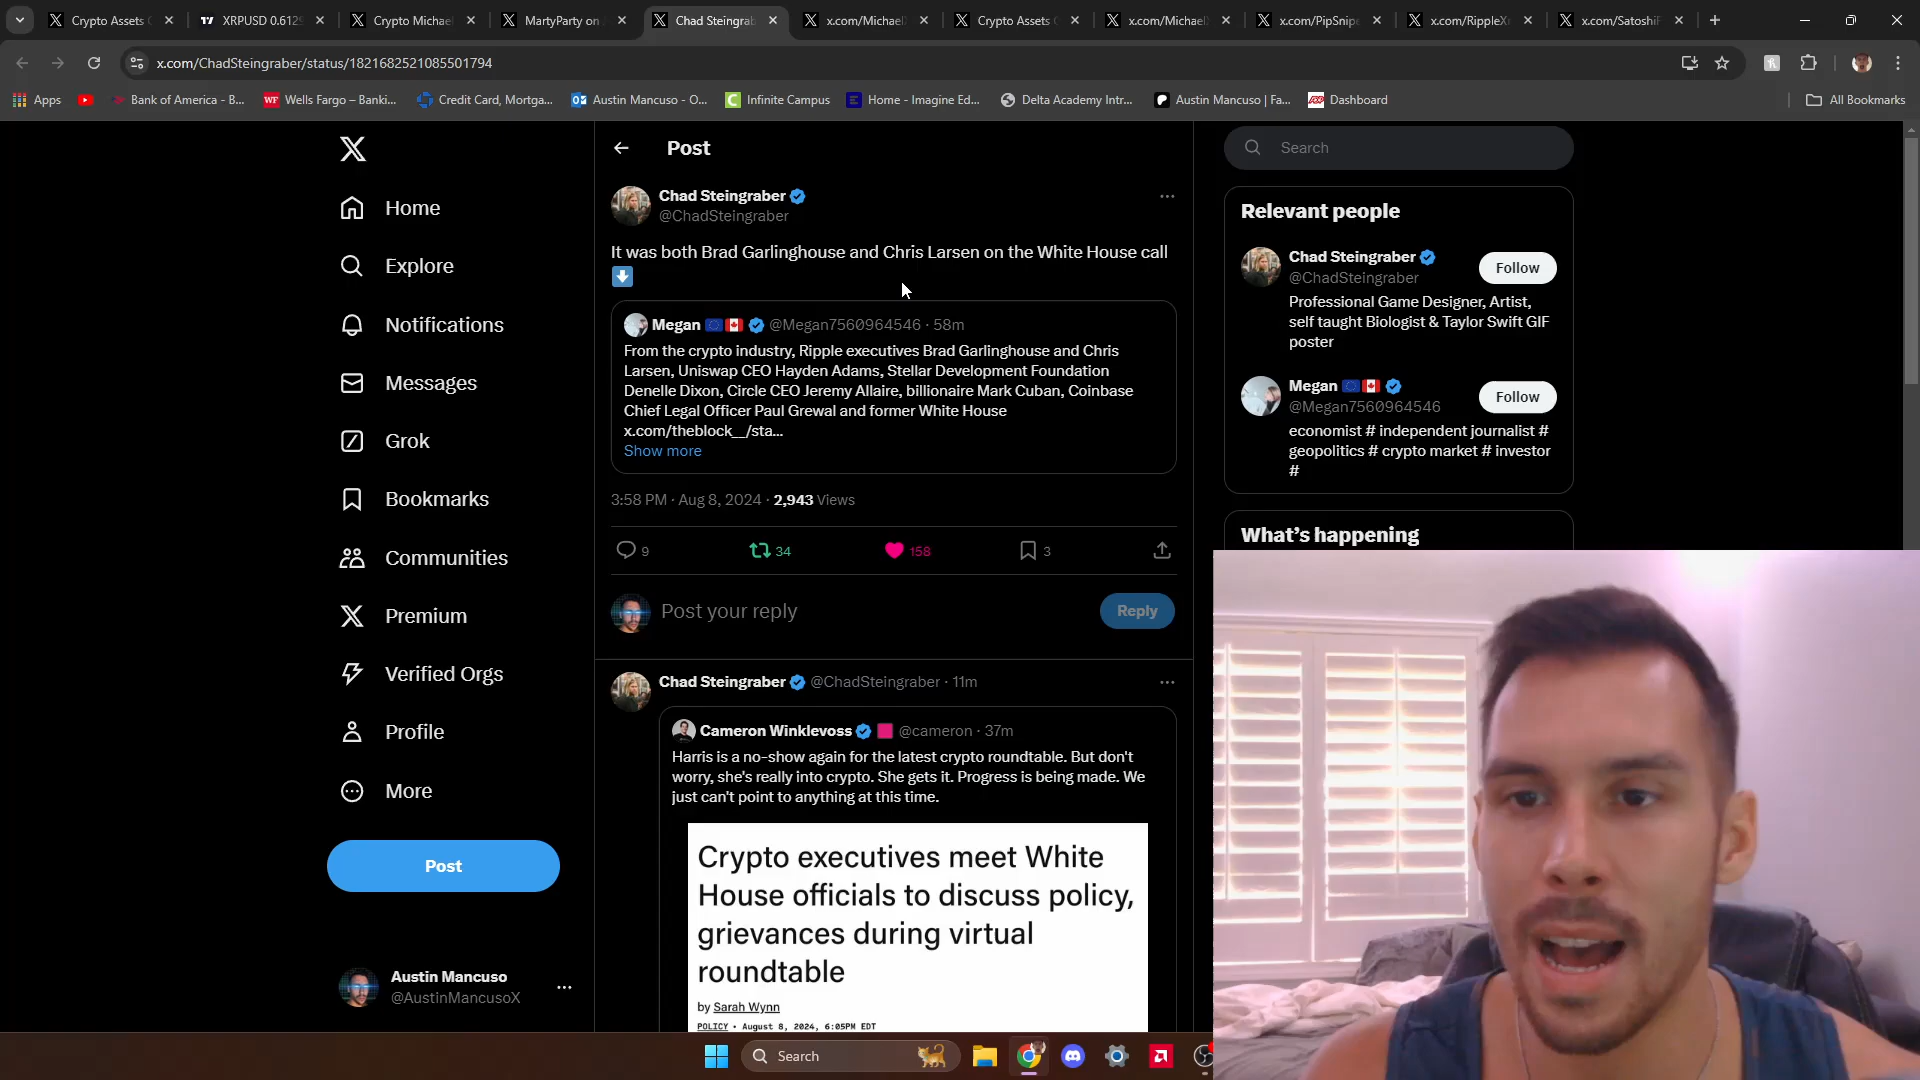 Crypto Assets
XRPUSD 0.612
Crypto Michae
MartyParty on
Chad Steingrab
x.com/Michael
Crypto Assets
x.com/Michael
x.com/PipSnipe
x.com/RippleX
x.com/Satoshi
x.com/ChadSteingraber/status/1821682521085501794
Apps
Bank of America - B...
Wells Fargo – Banki...
Credit Card, Mortga...
Austin Mancuso - O...
Infinite Campus
Home - Imagine Ed...
Delta Academy Intr...
Austin Mancuso | Fa...
Dashboard
All Bookmarks
Home
Explore
Notifications
Messages
Grok
Bookmarks
Communities
Premium
Verified Orgs
Profile
More
Post
Austin Mancuso
@AustinMancusoX
Post
Chad Steingraber
@ChadSteingraber
It was both Brad Garlinghouse and Chris Larsen on the White House call
⬇️
Megan 🇪🇺🇨🇦 @Megan7560964546 · 58m
From the crypto industry, Ripple executives Brad Garlinghouse and Chris
Larsen, Uniswap CEO Hayden Adams, Stellar Development Foundation
Denelle Dixon, Circle CEO Jeremy Allaire, billionaire Mark Cuban, Coinbase
Chief Legal Officer Paul Grewal and former White House
x.com/theblock__/sta...
Show more
3:58 PM · Aug 8, 2024 · 2,943 Views
9
34
158
3
Post your reply
Reply
Chad Steingraber @ChadSteingraber · 11m
Cameron Winklevoss @cameron · 37m
Harris is a no-show again for the latest crypto roundtable. But don't
worry, she's really into crypto. She gets it. Progress is being made. We
just can't point to anything at this time.
Crypto executives meet White
House officials to discuss policy,
grievances during virtual
roundtable
by Sarah Wynn
POLICY • August 8, 2024, 6:05PM EDT
Search
Relevant people
Chad Steingraber
@ChadSteingraber
Follow
Professional Game Designer, Artist,
self taught Biologist & Taylor Swift GIF
poster
Megan 🇪🇺🇨🇦
@Megan7560964546
Follow
economist # independent journalist #
geopolitics # crypto market # investor
#
What's happening
Search